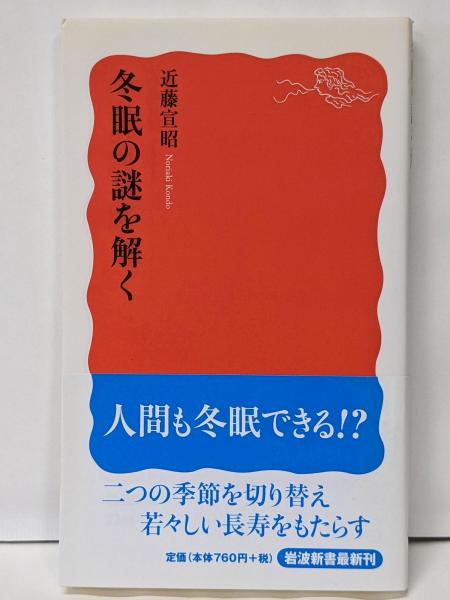 冬眠の謎を解く
近藤宣昭
Noriaki Kondo
人間も冬眠できる!?
二つの季節を切り替え
若々しい長寿をもたらす
定価(本体760円+税)
岩波新書最新刊